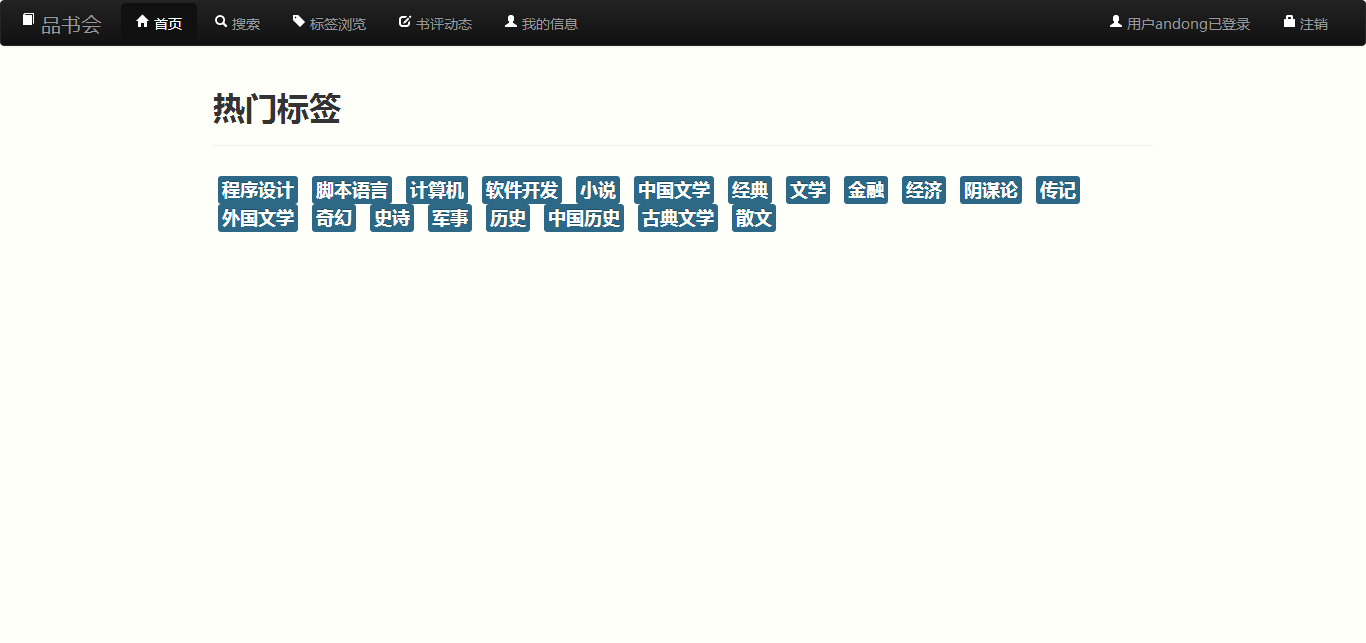 品书会 首页 搜索 标签浏览 书评动态 我的信息 用户andong已登录 注销
热门标签
程序设计 脚本语言 计算机 软件开发 小说 中国文学 经典 文学 金融 经济 阴谋论 传记
外国文学 奇幻 史诗 军事 历史 中国历史 古典文学 散文